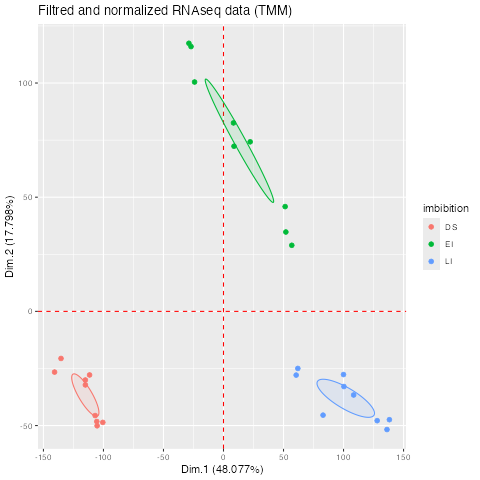 Filtred and normalized RNAseq data (TMM)
100
50
0
-50
Dim.2 (17.798%)
-150
-100
-50
0
50
100
150
Dim.1 (48.077%)
imbibition
DS
EI
LI